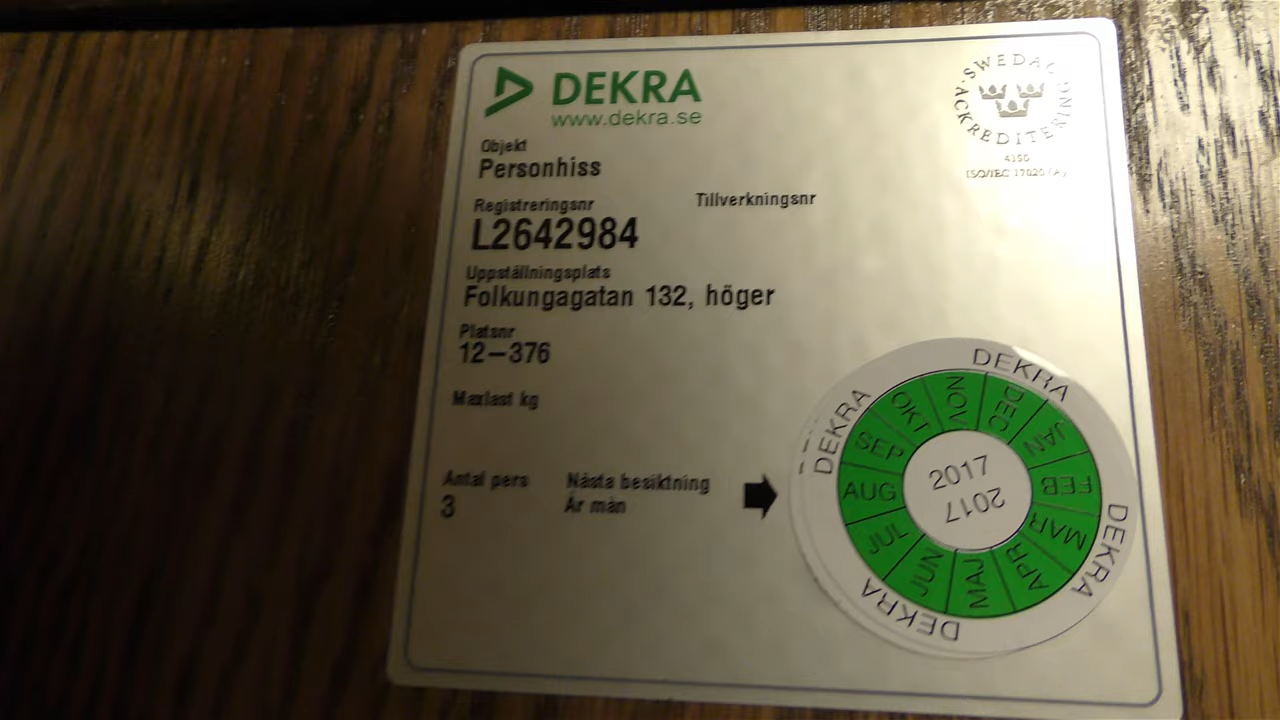 DEKRA
www.dekra.se
SWEDAC ACKREDITERING
ISO/IEC 17020 (A)
Objekt
Personhiss
Registreringsnr
Tillverkningsnr
L2642984
Uppställningsplats
Folkungagatan 132, höger
Platsnr
12–376
Maxlast kg
Antal pers
3
Nästa besiktning
År mån
DEKRA
DEKRA
DEKRA
DEKRA
JAN
FEB
MAR
APR
MAJ
JUN
JUL
AUG
SEP
OKT
NOV
DEC
2017
2017